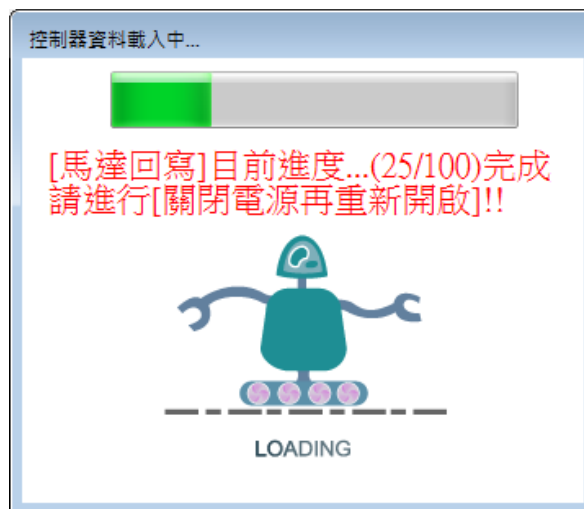 控制器資料載入中...
[馬達回寫]目前進度...(25/100)完成
請進行[關閉電源再重新開啟]!!
LOADING